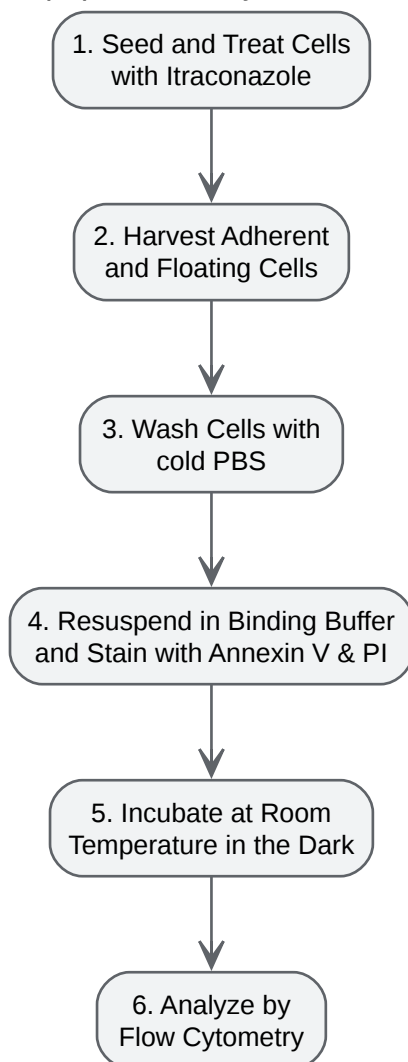 1. Seed and Treat Cells
with Itraconazole
2. Harvest Adherent
and Floating Cells
3. Wash Cells with
cold PBS
4. Resuspend in Binding Buffer
and Stain with Annexin V & PI
5. Incubate at Room
Temperature in the Dark
6. Analyze by
Flow Cytometry